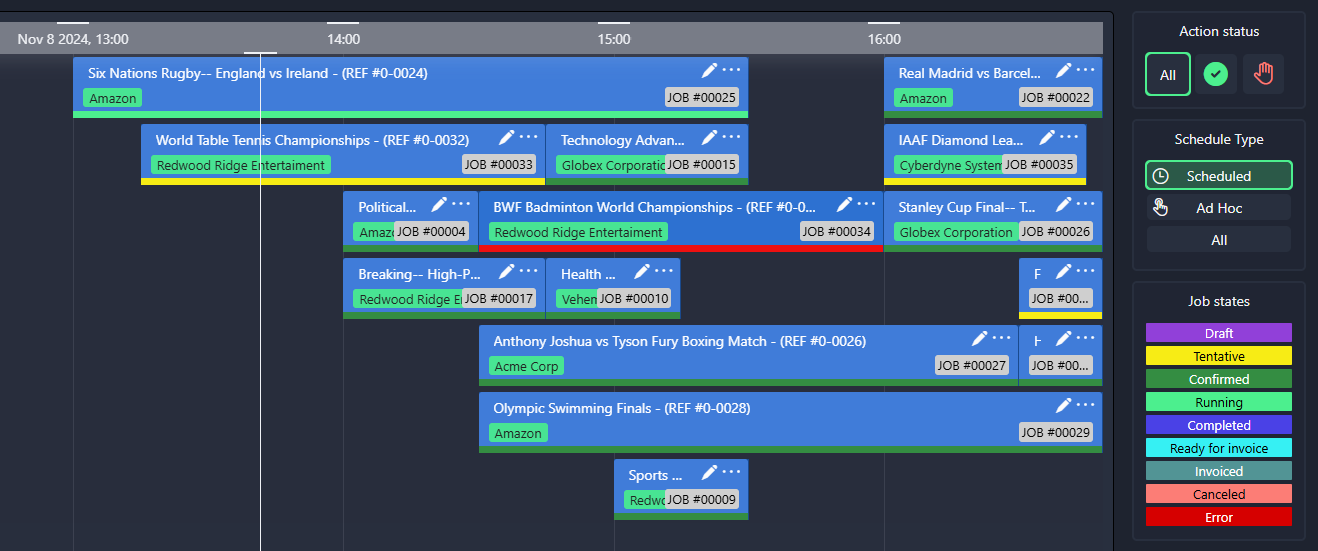 Nov 8 2024, 13:00
14:00
15:00
16:00
Six Nations Rugby-- England vs Ireland - (REF #0-0024)
Amazon
JOB #00025
Real Madrid vs Barcel...
Amazon
JOB #00022
World Table Tennis Championships - (REF #0-0032)
Redwood Ridge Entertaiment
JOB #00033
Technology Advan...
Globex Corporatic
JOB #00015
IAAF Diamond Lea...
Cyberdyne System
JOB #00035
Political...
Amaz
JOB #00004
BWF Badminton World Championships - (REF #0-0...
Redwood Ridge Entertaiment
JOB #00034
Stanley Cup Final-- T...
Globex Corporation
JOB #00026
Breaking-- High-P...
Redwood Ridge E
JOB #00017
Health ...
Vehem
JOB #00010
F
JOB #00...
Anthony Joshua vs Tyson Fury Boxing Match - (REF #0-0026)
Acme Corp
JOB #00027
JOB #00...
Olympic Swimming Finals - (REF #0-0028)
Amazon
JOB #00029
Sports ...
Redwo
JOB #00009
Action status
All
Schedule Type
Scheduled
Ad Hoc
All
Job states
Draft
Tentative
Confirmed
Running
Completed
Ready for invoice
Invoiced
Canceled
Error